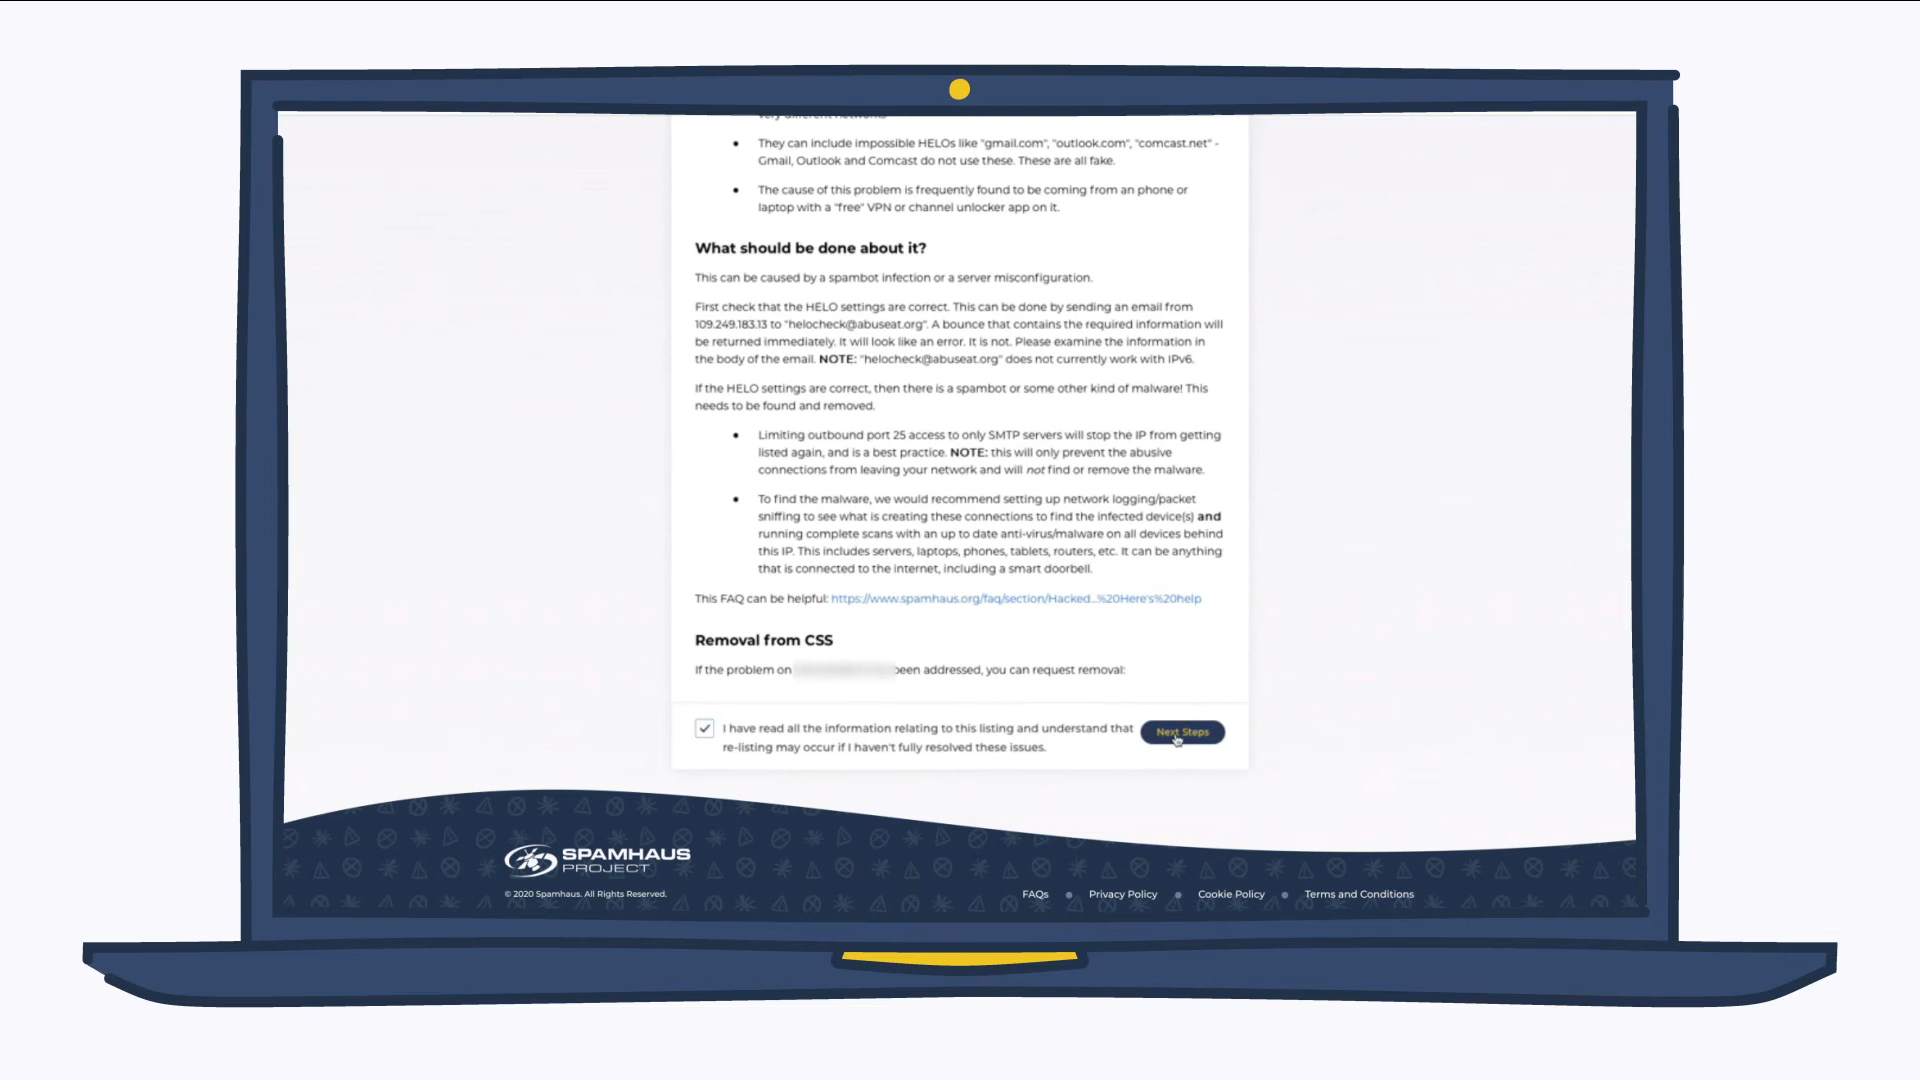 very different networks
They can include impossible HELOs like "gmail.com", "outlook.com", "comcast.net" -
Gmail, Outlook and Comcast do not use these. These are all fake.
The cause of this problem is frequently found to be coming from an phone or
laptop with a "free" VPN or channel unlocker app on it.
What should be done about it?
This can be caused by a spambot infection or a server misconfiguration.
First check that the HELO settings are correct. This can be done by sending an email from
109.249.183.13 to "helocheck@abuseat.org". A bounce that contains the required information will
be returned immediately. It will look like an error. It is not. Please examine the information in
the body of the email. NOTE: "helocheck@abuseat.org" does not currently work with IPv6.
If the HELO settings are correct, then there is a spambot or some other kind of malware! This
needs to be found and removed.
Limiting outbound port 25 access to only SMTP servers will stop the IP from getting
listed again, and is a best practice. NOTE: this will only prevent the abusive
connections from leaving your network and will not find or remove the malware.
To find the malware, we would recommend setting up network logging/packet
sniffing to see what is creating these connections to find the infected device(s) and
running complete scans with an up to date anti-virus/malware on all devices behind
this IP. This includes servers, laptops, phones, tablets, routers, etc. It can be anything
that is connected to the internet, including a smart doorbell.
This FAQ can be helpful: https://www.spamhaus.org/faq/section/Hacked...%20Here's%20help
Removal from CSS
If the problem on been addressed, you can request removal:
I have read all the information relating to this listing and understand that
re-listing may occur if I haven't fully resolved these issues.
Next Steps
SPAMHAUS
PROJECT
© 2020 Spamhaus. All Rights Reserved.
FAQs
Privacy Policy
Cookie Policy
Terms and Conditions